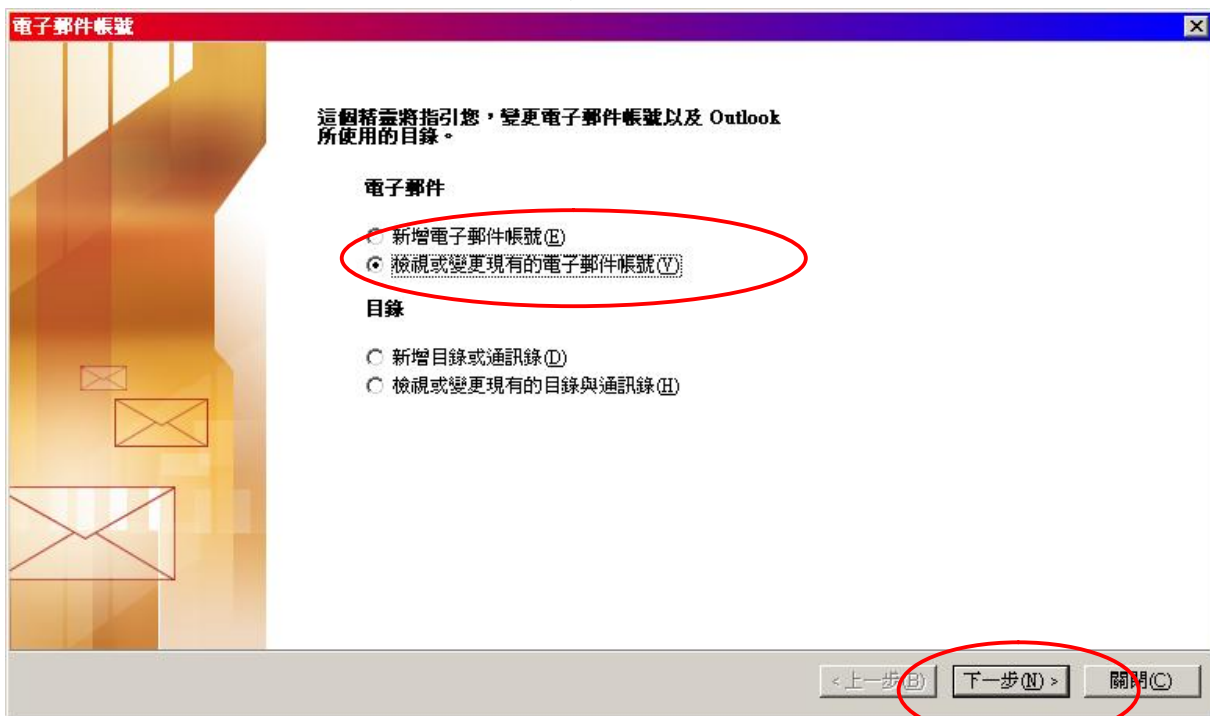 電子郵件帳號
這個精靈將指引您，變更電子郵件帳號以及 Outlook
所使用的目錄。
電子郵件
新增電子郵件帳號(E)
檢視或變更現有的電子郵件帳號(V)
目錄
新增目錄或通訊錄(D)
檢視或變更現有的目錄與通訊錄(H)
<上一步(B) 下一步(N) > 關閉(C)